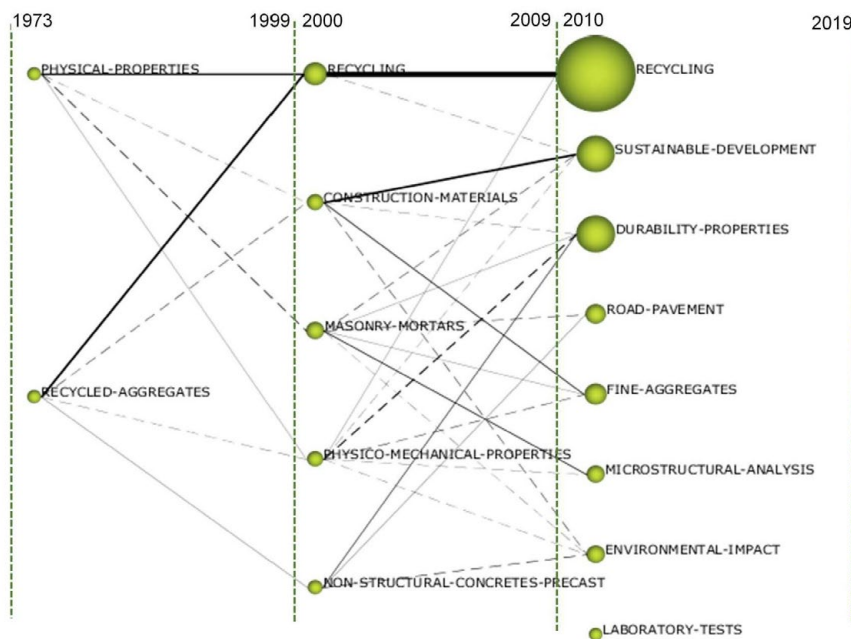 1973 1999 2000 2009 2010 2019
PHYSICAL-PROPERTIES
RECYCLED-AGGREGATES
RECYCLING
CONSTRUCTION-MATERIALS
MASONRY-MORTARS
PHYSICO-MECHANICAL-PROPERTIES
NON-STRUCTURAL-CONCRETES-PRECAST
RECYCLING
SUSTAINABLE-DEVELOPMENT
DURABILITY-PROPERTIES
ROAD-PAVEMENT
FINE-AGGREGATES
MICROSTRUCTURAL-ANALYSIS
ENVIRONMENTAL-IMPACT
LABORATORY-TESTS